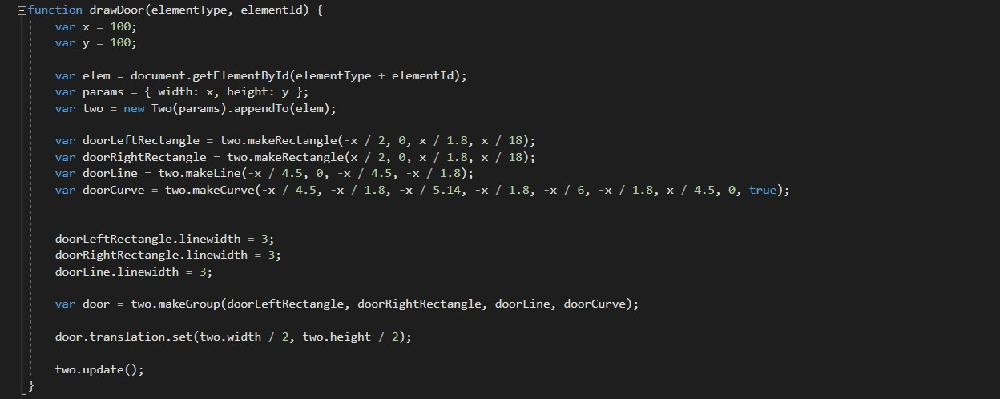 function drawDoor(elementType, elementId) {
var x = 100;
var y = 100;
var elem = document.getElementById(elementType + elementId);
var params = { width: x, height: y };
var two = new Two(params).appendTo(elem);
var doorLeftRectangle = two.makeRectangle(-x / 2, 0, x / 1.8, x / 18);
var doorRightRectangle = two.makeRectangle(x / 2, 0, x / 1.8, x / 18);
var doorLine = two.makeLine(-x / 4.5, 0, -x / 4.5, -x / 1.8);
var doorCurve = two.makeCurve(-x / 4.5, -x / 1.8, -x / 5.14, -x / 1.8, -x / 6, -x / 1.8, x / 4.5, 0, true);
doorLeftRectangle.linewidth = 3;
doorRightRectangle.linewidth = 3;
doorLine.linewidth = 3;
var door = two.makeGroup(doorLeftRectangle, doorRightRectangle, doorLine, doorCurve);
door.translation.set(two.width / 2, two.height / 2);
two.update();
}